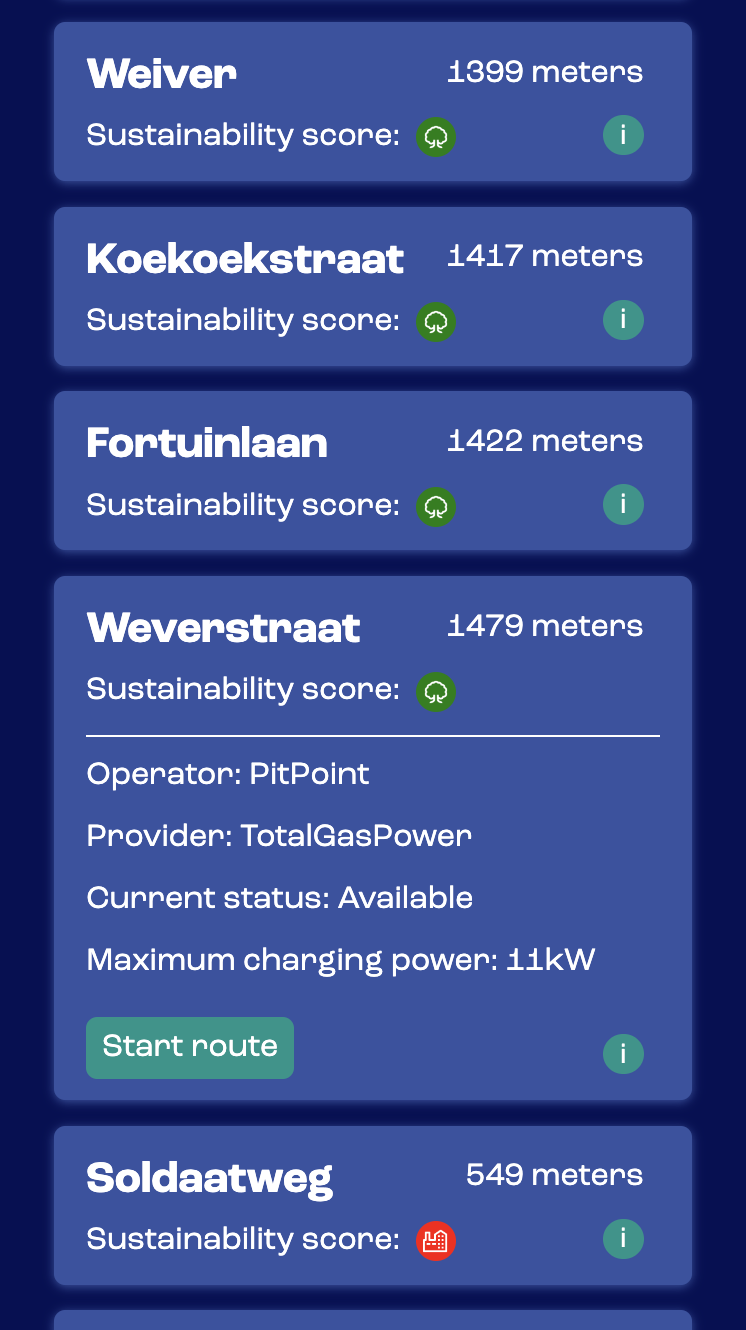 Weiver 1399 meters
Sustainability score: i
Koekoekstraat 1417 meters
Sustainability score: i
Fortuinlaan 1422 meters
Sustainability score: i
Weverstraat 1479 meters
Sustainability score:
Operator: PitPoint
Provider: TotalGasPower
Current status: Available
Maximum charging power: 11kW
Start route i
Soldaatweg 549 meters
Sustainability score: i